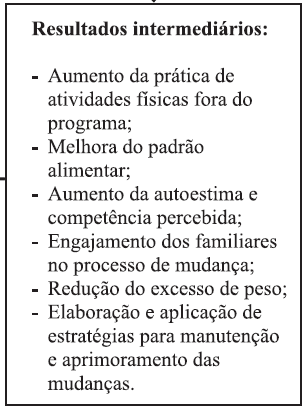 Resultados intermediários:
- Aumento da prática de
atividades físicas fora do
programa;
- Melhora do padrão
alimentar;
- Aumento da autoestima e
competência percebida;
- Engajamento dos familiares
no processo de mudança;
- Redução do excesso de peso;
- Elaboração e aplicação de
estratégias para manutenção
e aprimoramento das
mudanças.